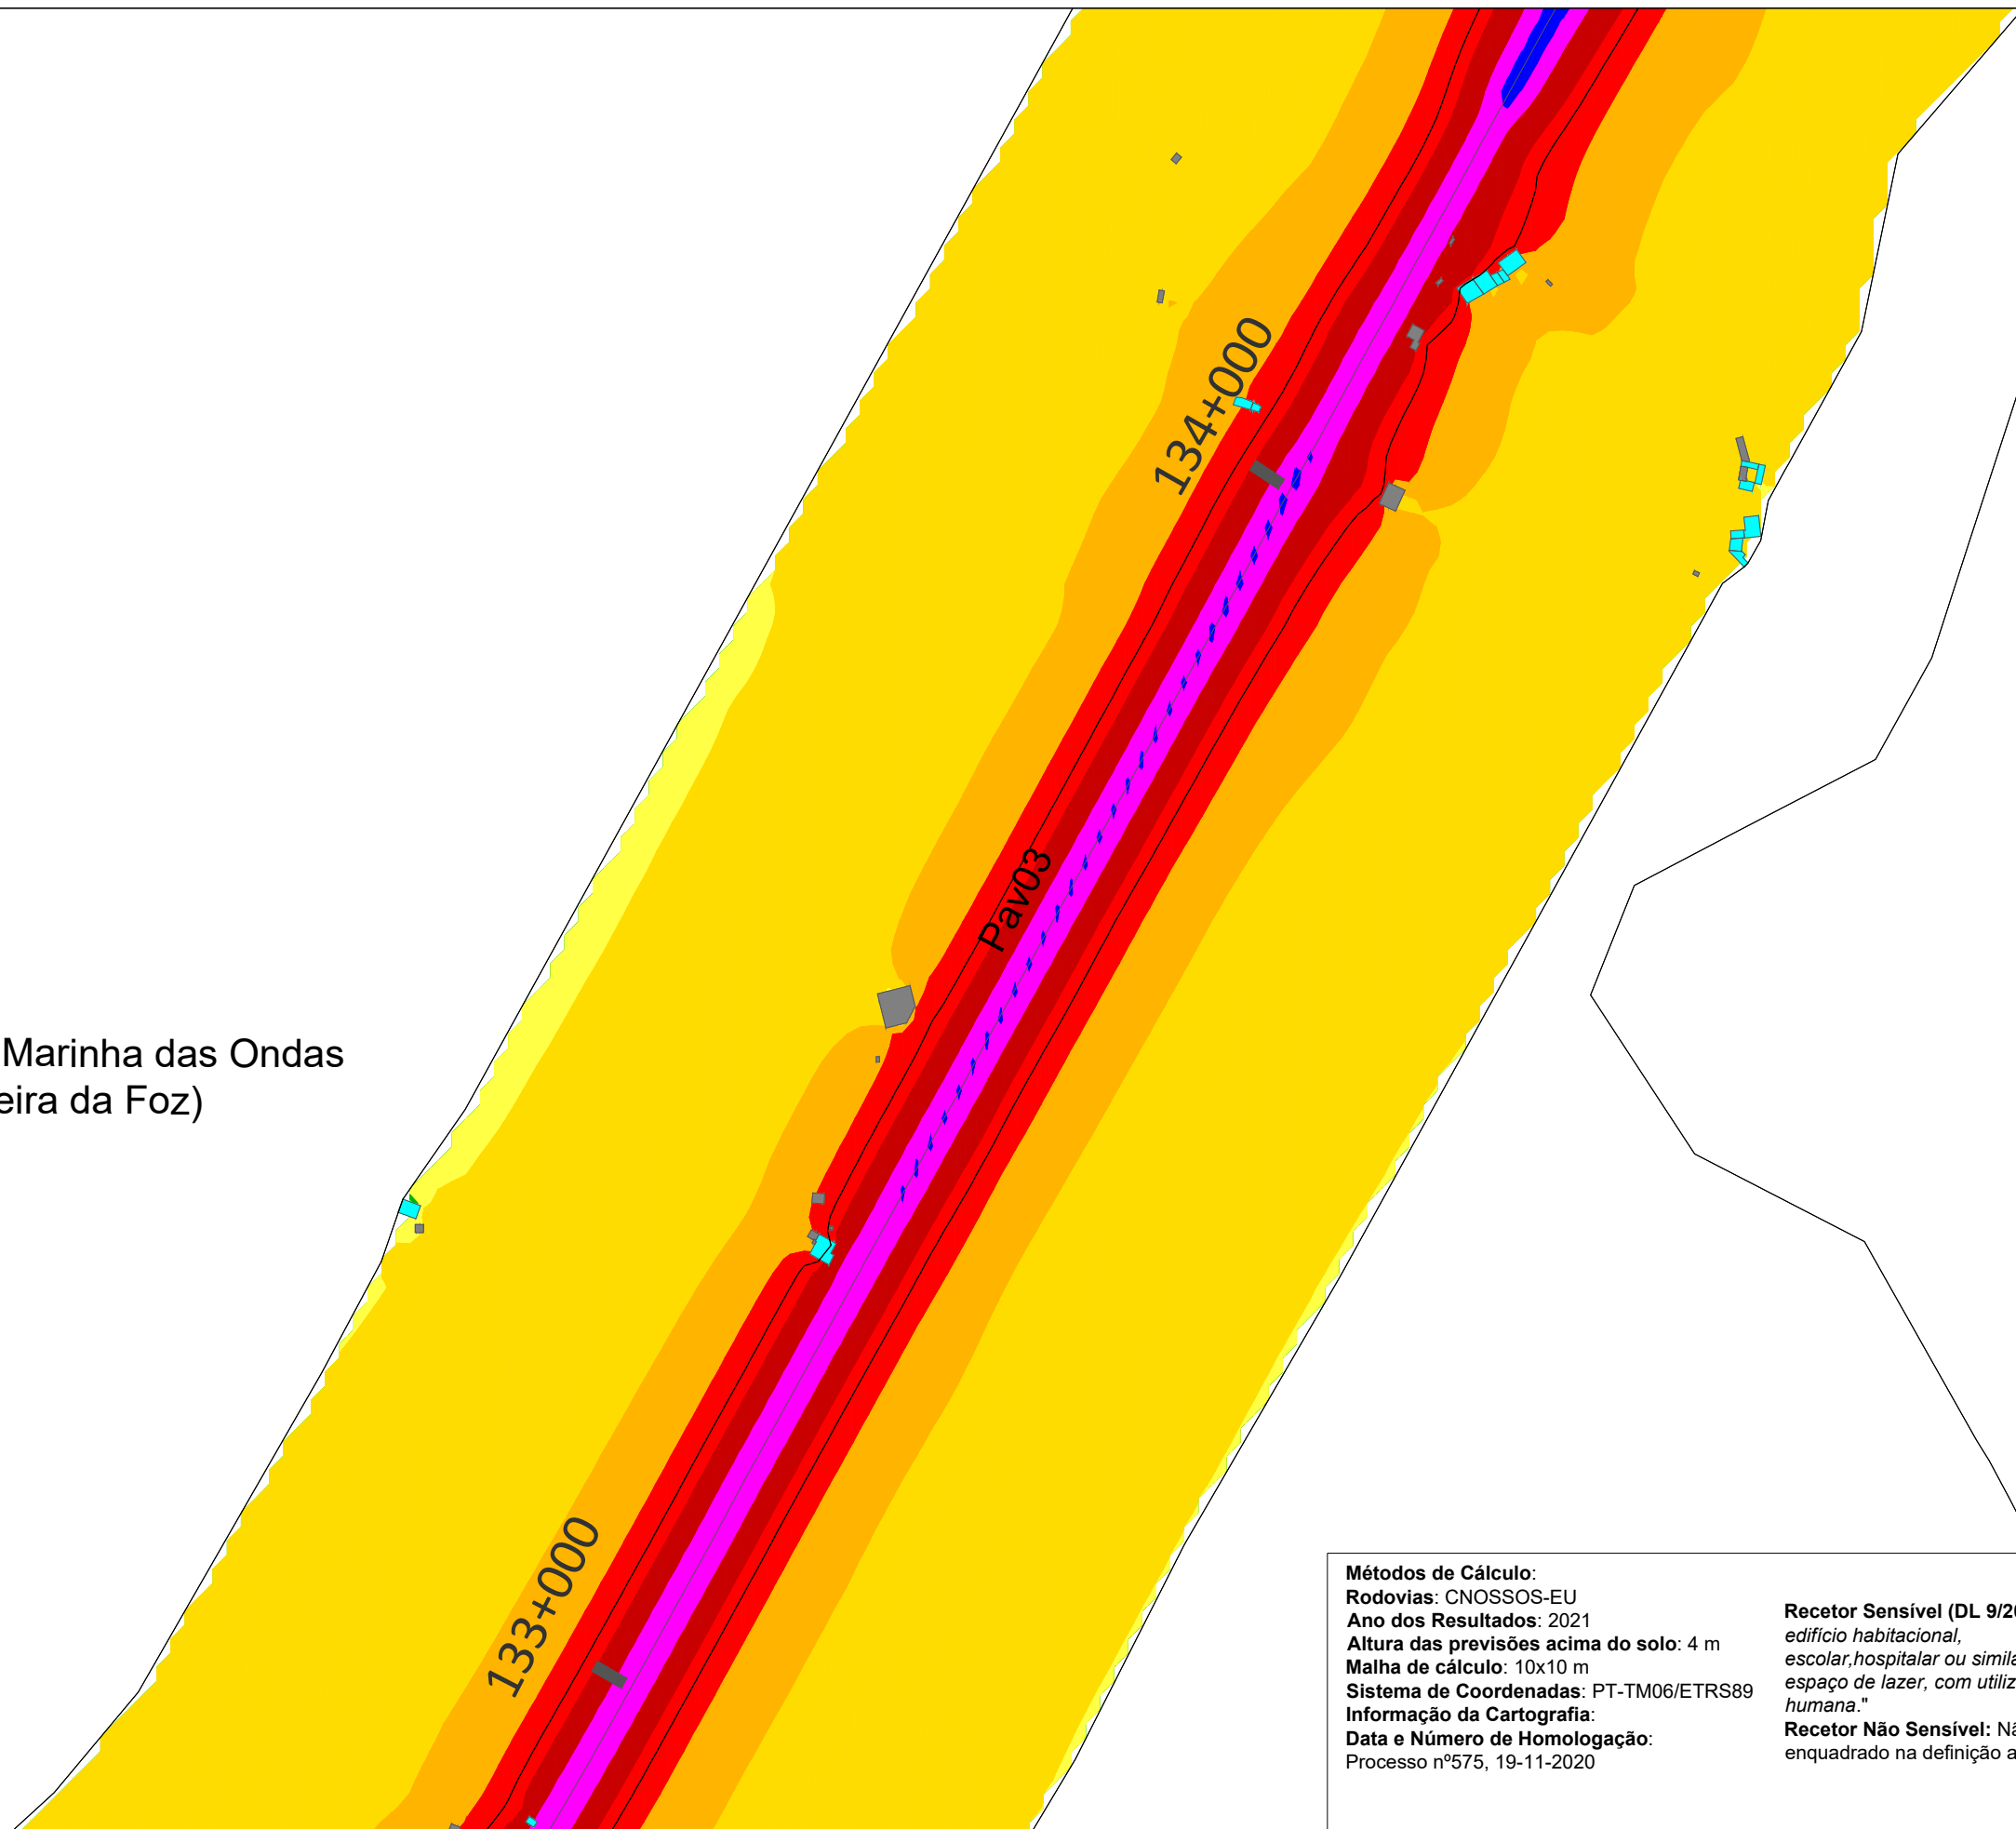 134+000
Pav03
Marinha das Ondas
eira da Foz)
133+000
Métodos de Cálculo:
Rodovias: CNOSSOS-EU
Ano dos Resultados: 2021
Altura das previsões acima do solo: 4 m
Malha de cálculo: 10x10 m
Sistema de Coordenadas: PT-TM06/ETRS89
Informação da Cartografia:
Data e Número de Homologação:
Processo nº575, 19-11-2020
Recetor Sensível (DL 9/20
edifício habitacional,
escolar,hospitalar ou simila
espaço de lazer, com utiliz
humana."
Recetor Não Sensível: Nã
enquadrado na definição a